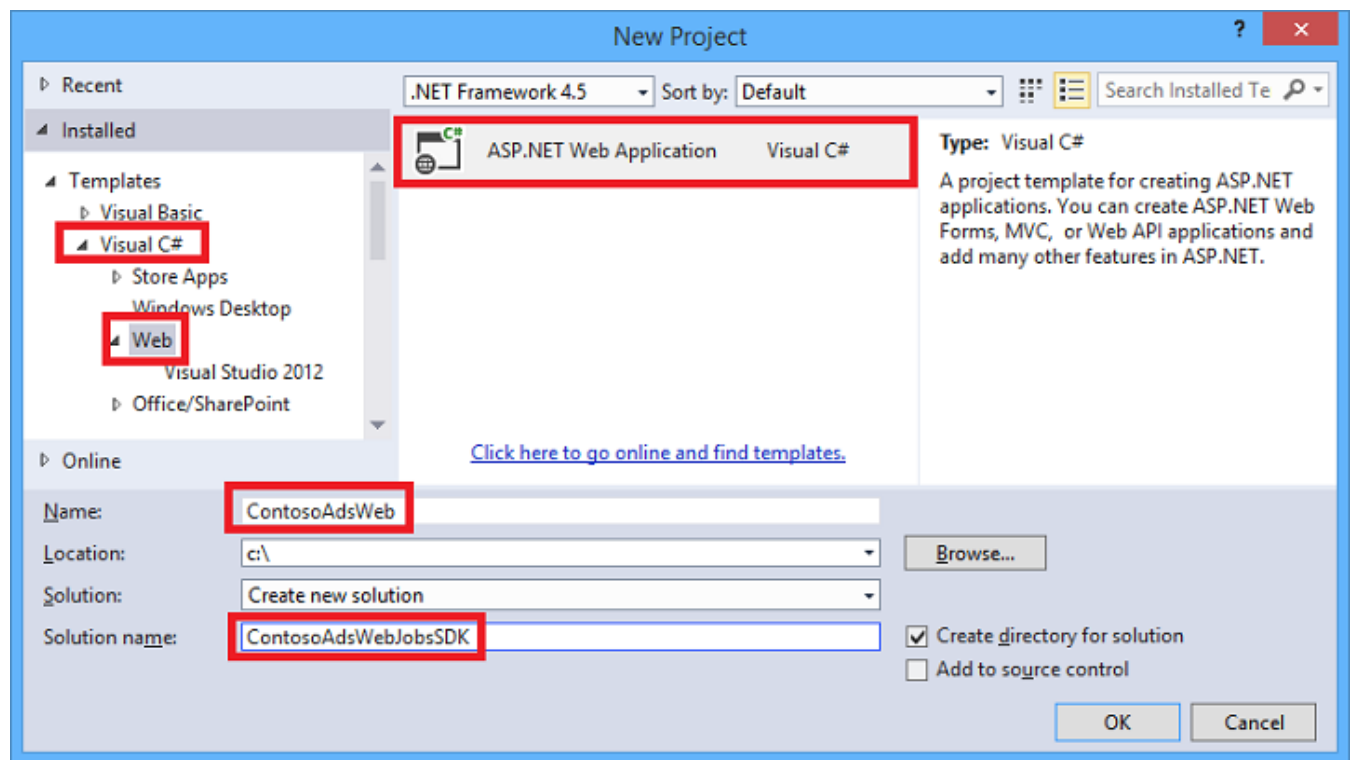 New Project
?
Recent
.NET Framework 4.5
Sort by:
Default
Search Installed Te
Installed
Templates
Visual Basic
Visual C#
Store Apps
Windows Desktop
Web
Visual Studio 2012
Office/SharePoint
Online
C#
ASP.NET Web Application
Visual C#
Click here to go online and find templates.
Type: Visual C#
A project template for creating ASP.NET
applications. You can create ASP.NET Web
Forms, MVC, or Web API applications and
add many other features in ASP.NET.
Name:
ContosoAdsWeb
Location:
c:\
Browse...
Solution:
Create new solution
Solution name:
ContosoAdsWebJobsSDK
Create directory for solution
Add to source control
OK
Cancel